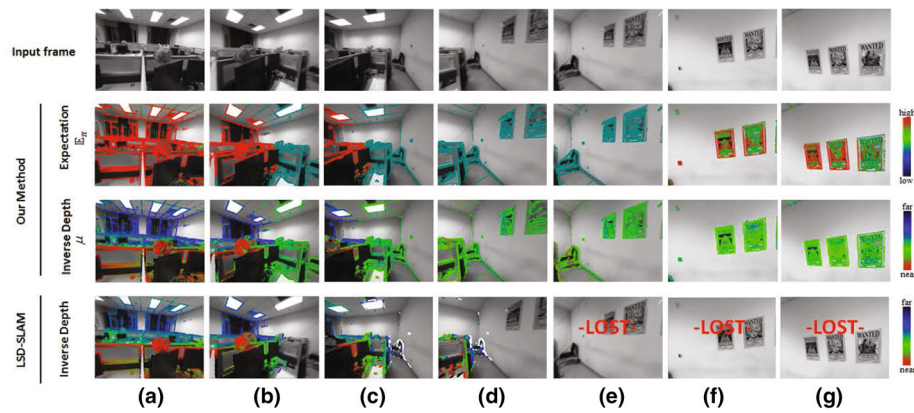 Input frame
WANTED WANTED WANTED
Our Method
Expectation
𝔼π
high
low
Inverse Depth
μ
far
near
LSD-SLAM
Inverse Depth
-LOST- -LOST- -LOST-
far
near
(a) (b) (c) (d) (e) (f) (g)